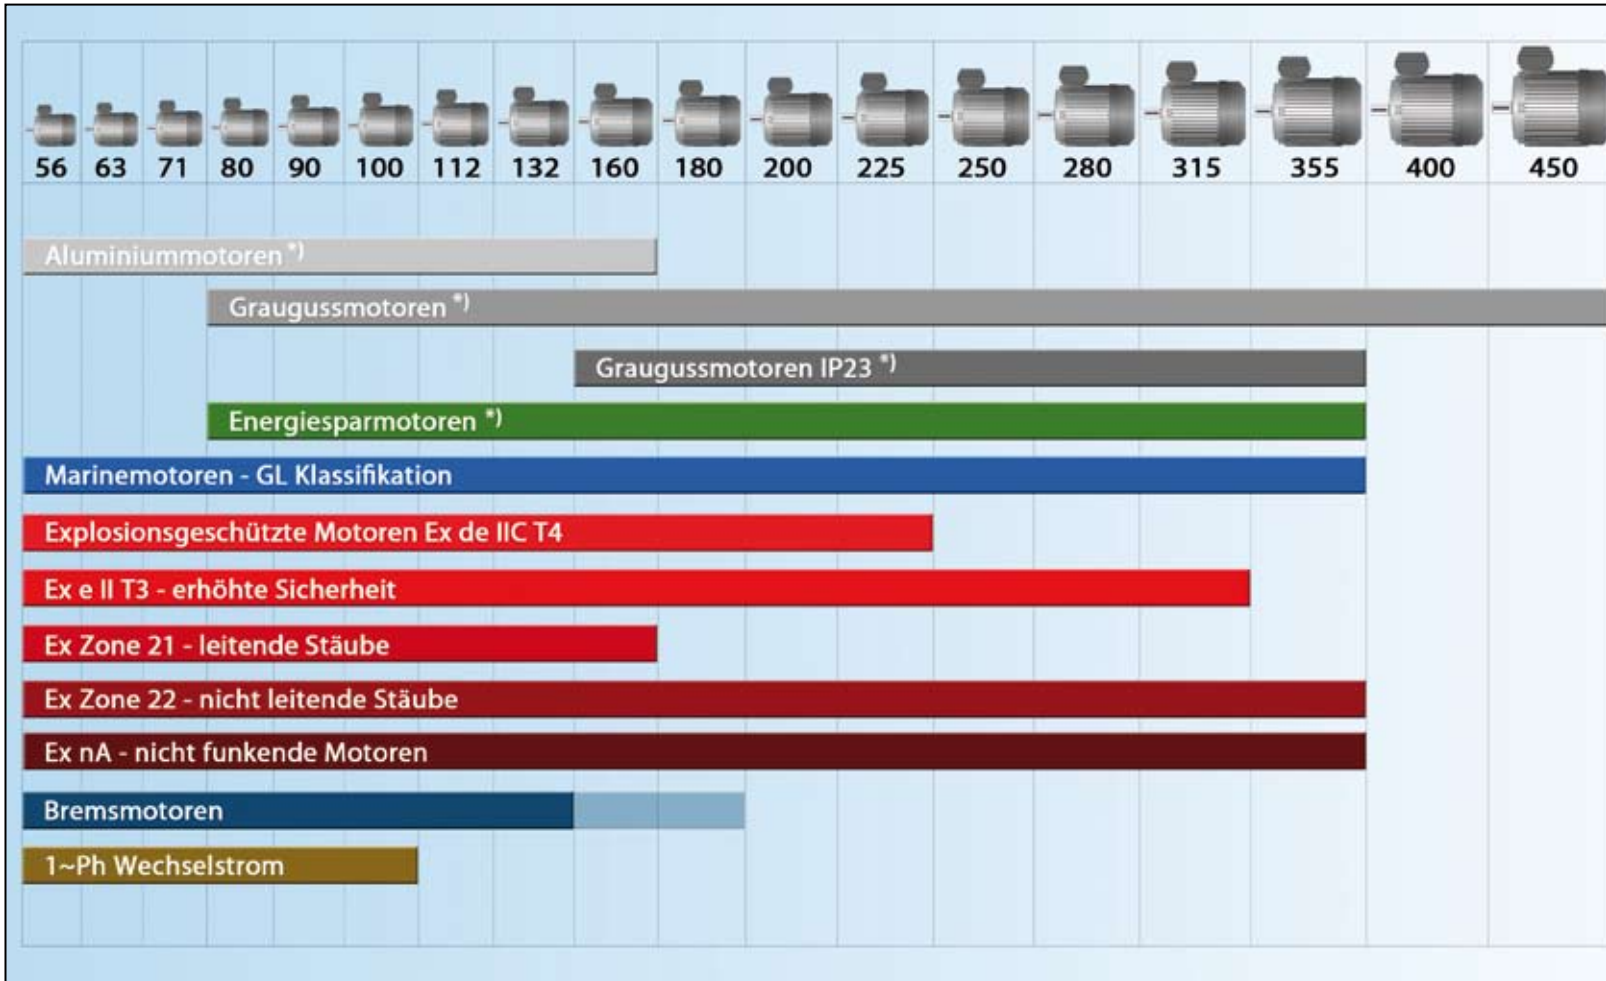 56 63 71 80 90 100 112 132 160 180 200 225 250 280 315 355 400 450
Aluminiummotoren *)
Graugussmotoren *)
Graugussmotoren IP23 *)
Energiesparmotoren *)
Marinemotoren - GL Klassifikation
Explosionsgeschützte Motoren Ex de IIC T4
Ex e II T3 - erhöhte Sicherheit
Ex Zone 21 - leitende Stäube
Ex Zone 22 - nicht leitende Stäube
Ex nA - nicht funkende Motoren
Bremsmotoren
1~Ph Wechselstrom